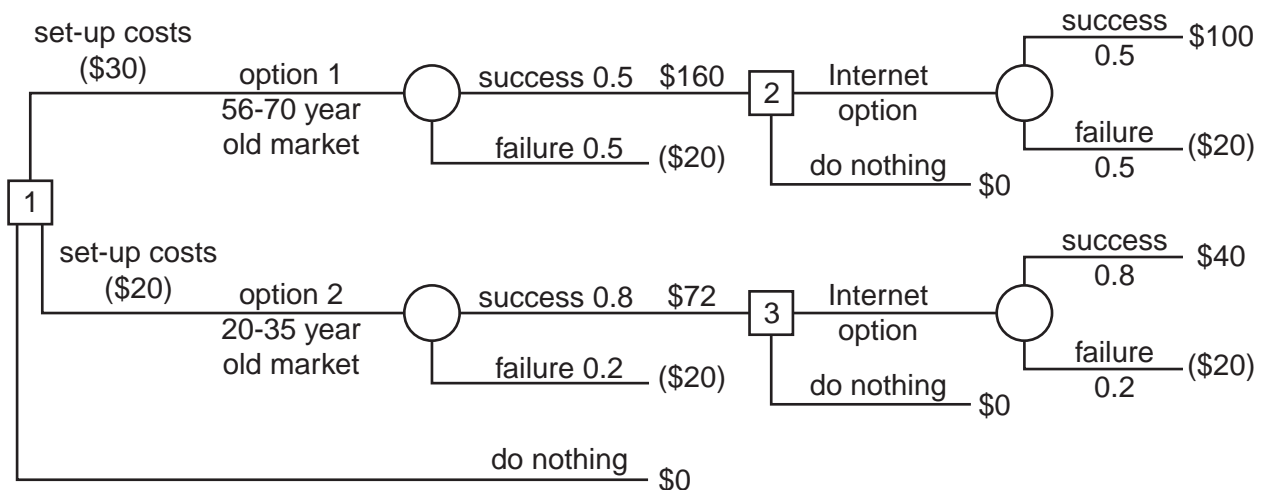 set-up costs
($30)
option 1
56-70 year
old market
success 0.5 $160
failure 0.5
($20)
2
Internet
option
success
0.5
$100
failure
0.5
($20)
do nothing
$0
1
set-up costs
($20)
option 2
20-35 year
old market
success 0.8 $72
failure 0.2
($20)
3
Internet
option
success
0.8
$40
failure
0.2
($20)
do nothing
$0
do nothing
$0